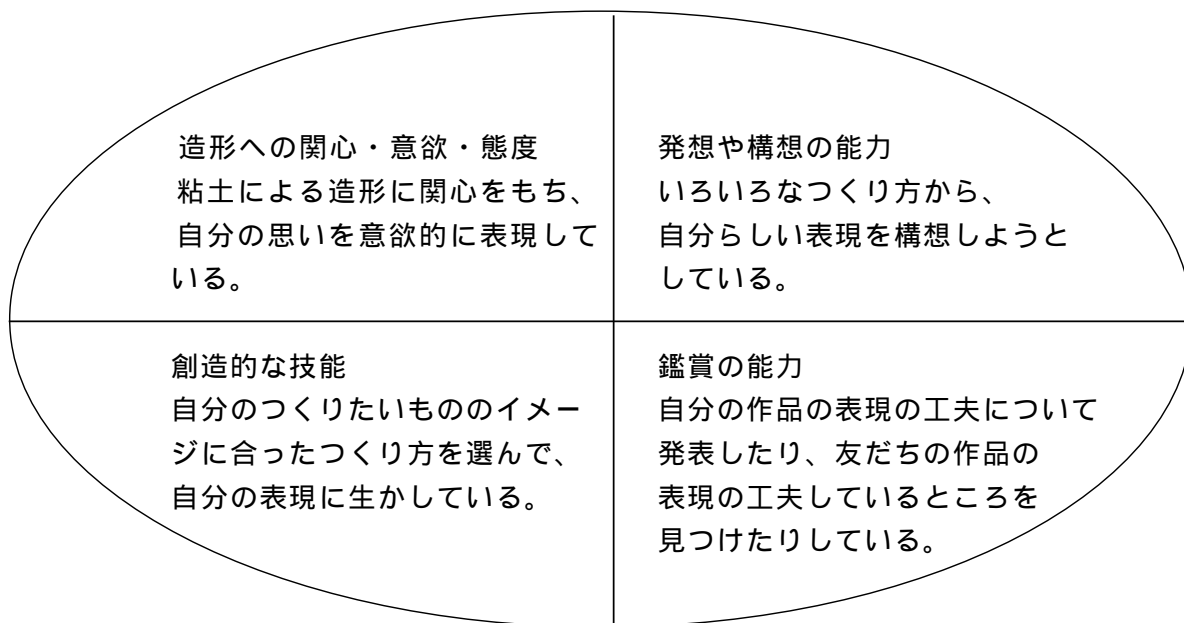 造形への関心・意欲・態度
粘土による造形に関心をもち、
自分の思いを意欲的に表現して
いる。
発想や構想の能力
いろいろなつくり方から、
自分らしい表現を構想しようと
している。
創造的な技能
自分のつくりたいもののイメー
ジに合ったつくり方を選んで、
自分の表現に生かしている。
鑑賞の能力
自分の作品の表現の工夫について
発表したり、友だちの作品の
表現の工夫しているところを
見つけたりしている。